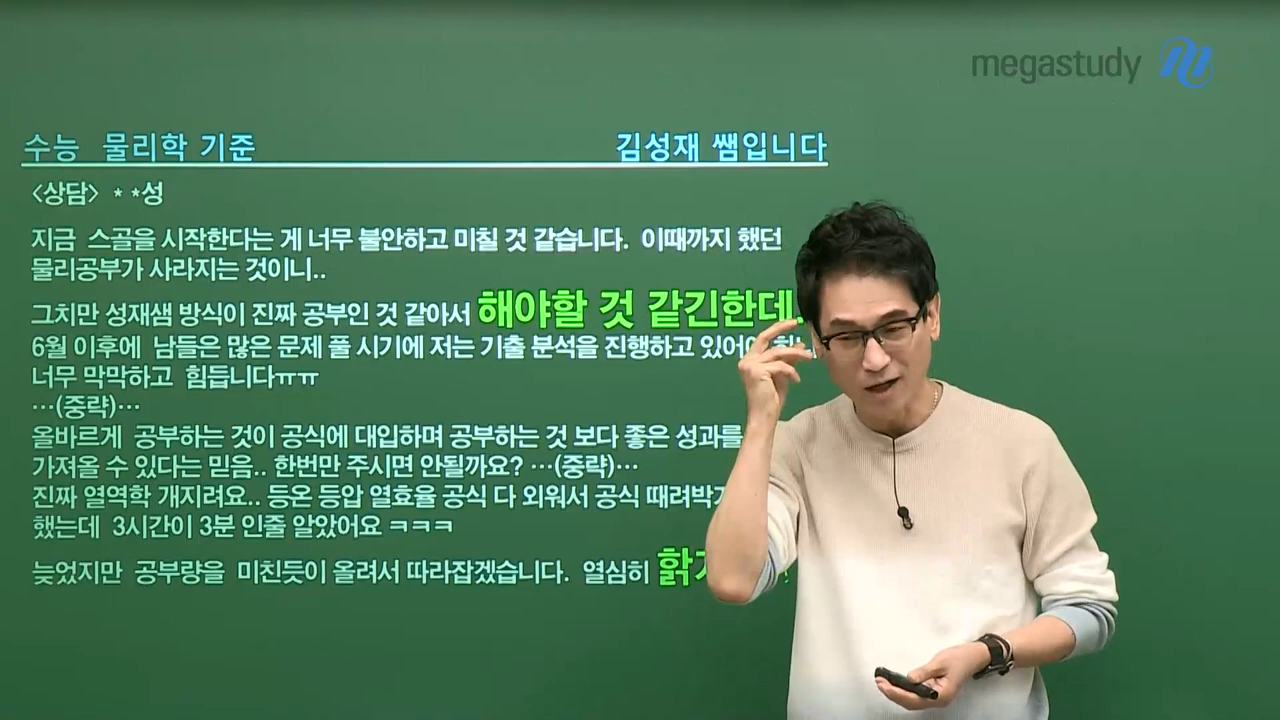 megastudy
수능 물리학 기준 김성재 쌤입니다
<상담> * *성
지금 스골을 시작한다는 게 너무 불안하고 미칠 것 같습니다. 이때까지 했던
물리공부가 사라지는 것이니..
그치만 성재샘 방식이 진짜 공부인 것 같아서 해야할 것 같긴한데.
6월 이후에 남들은 많은 문제 풀 시기에 저는 기출 분석을 진행하고 있어야
너무 막막하고 힘듭니다ㅠㅠ
…(중략)…
올바르게 공부하는 것이 공식에 대입하며 공부하는 것 보다 좋은 성과를
가져올 수 있다는 믿음.. 한번만 주시면 안될까요? …(중략)…
진짜 열역학 개지려요.. 등온 등압 열효율 공식 다 외워서 공식 때려박
했는데 3시간이 3분 인줄 알았어요 ㅋㅋㅋ
늦었지만 공부량을 미친듯이 올려서 따라잡겠습니다. 열심히